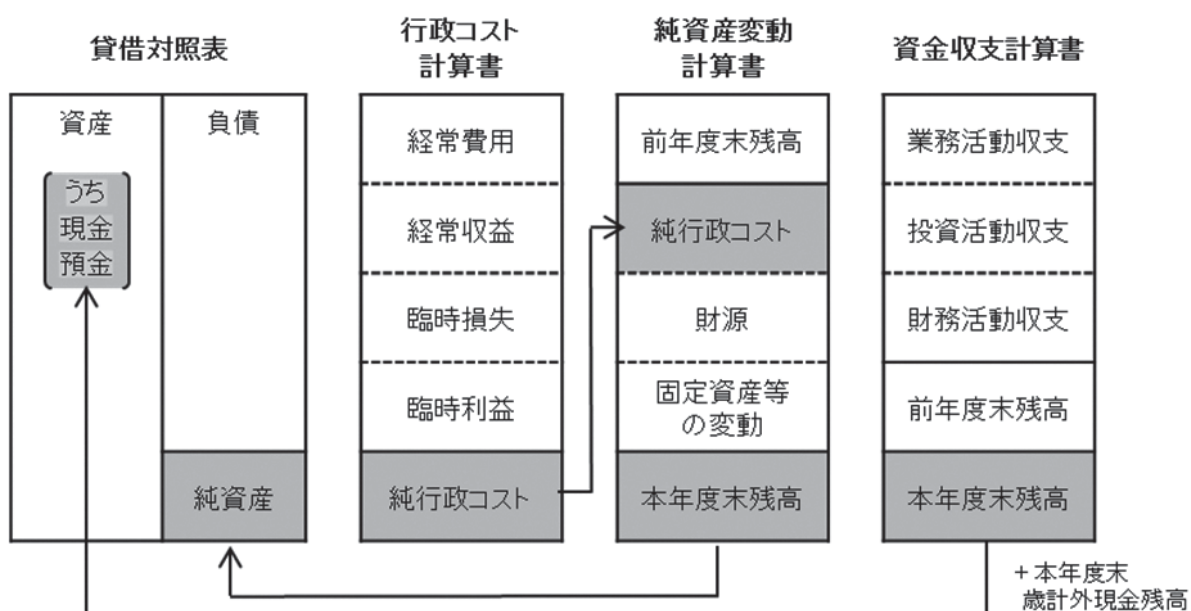 貸借対照表
行政コスト
計算書
純資産変動
計算書
資金収支計算書
資産
うち
現金
預金
負債
純資産
経常費用
経常収益
臨時損失
臨時利益
純行政コスト
前年度末残高
純行政コスト
財源
固定資産等
の変動
本年度末残高
業務活動収支
投資活動収支
財務活動収支
前年度末残高
本年度末残高
+本年度末
歳計外現金残高